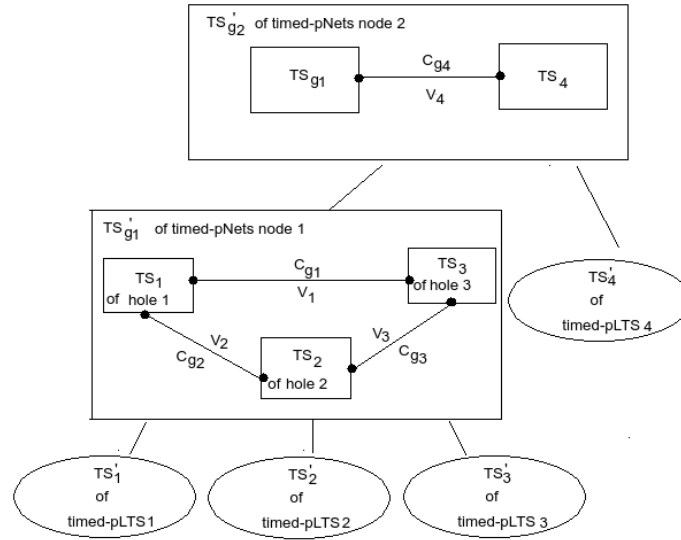 TS'g2 of timed-pNets node 2
TSg1
Cg4
V4
TS4
TS'g1 of timed-pNets node 1
TS1
of hole 1
Cg1
V1
TS3
of hole 3
V2
Cg2
TS2
of hole 2
V3
Cg3
TS'4
of
timed-pLTS 4
TS'1
of
timed-pLTS 1
TS'2
of
timed-pLTS 2
TS'3
of
timed-pLTS 3